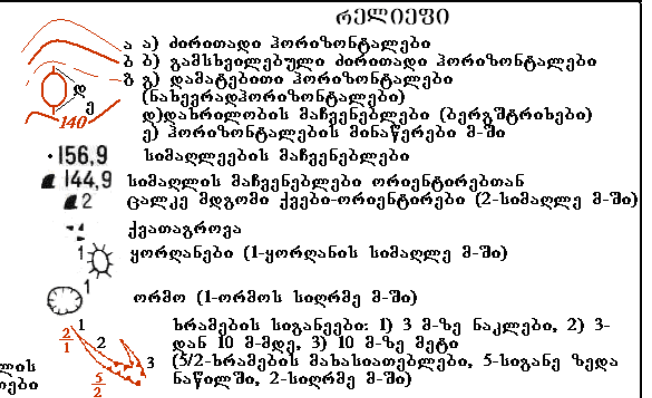 რელიეფი
ა ა) ძირითადი ჰორიზონტალები
ბ ბ) გამსხვილებული ძირითადი ჰორიზონტალები
გ გ) დამატებითი ჰორიზონტალები
(ნახევრადჰორიზონტალები)
დ დ)დახრილობის მაჩვენებლები (ბერგშტრიხები)
ე ე) ჰორიზონტალების მინაწერები მ-ში
140
156,9 სიმაღლეების მაჩვენებლები
144,9 სიმაღლის მაჩვენებლები ორიენტირებთან
2 ცალკე მდგომი ქვები-ორიენტირები (2-სიმაღლე მ-ში)
ქვათაგროვა
1 ყორღანები (1-ყორღანის სიმაღლე მ-ში)
1 ორმო (1-ორმოს სიღრმე მ-ში)
2/1 1 2 3 5/2
ხრამების სიგანეები: 1) 3 მ-ზე ნაკლები, 2) 3-
დან 10 მ-მდე, 3) 10 მ-ზე მეტი
(5/2-ხრამების მახასიათებლები, 5-სიგანე ზედა
ნაწილში, 2-სიღრმე მ-ში)